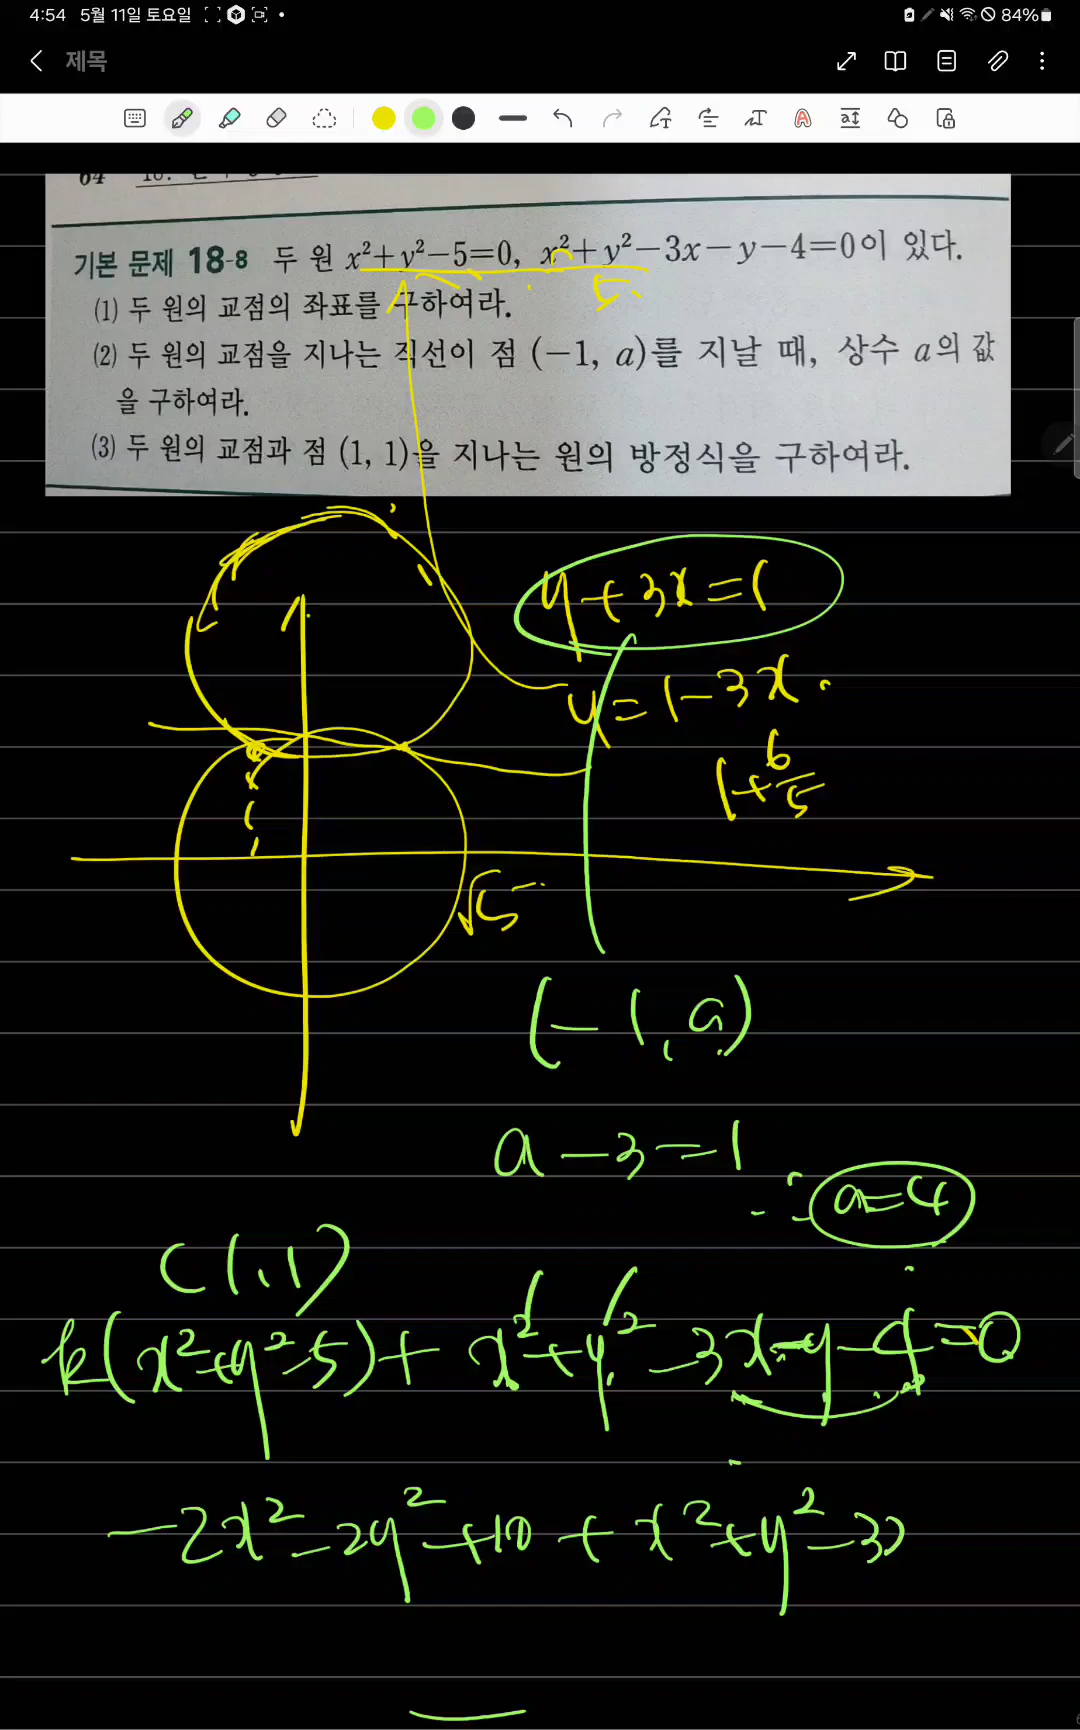 4:54 5월 11일 토요일
84%
제목
64
기본 문제 18-8 두 원 x²+y²−5=0, x²+y²−3x−y−4=0이 있다.
(1) 두 원의 교점의 좌표를 구하여라.
(2) 두 원의 교점을 지나는 직선이 점 (−1, a)를 지날 때, 상수 a의 값
을 구하여라.
(3) 두 원의 교점과 점 (1, 1)을 지나는 원의 방정식을 구하여라.
5
y+3x=1
y=1-3x
1+6/5
√5
(-1, a)
a-3=1
∴ a=4
(1,1)
k(x²+y²-5)+x²+y²-3x-y-4=0
-2x²-2y²+10+x²+y²-3x